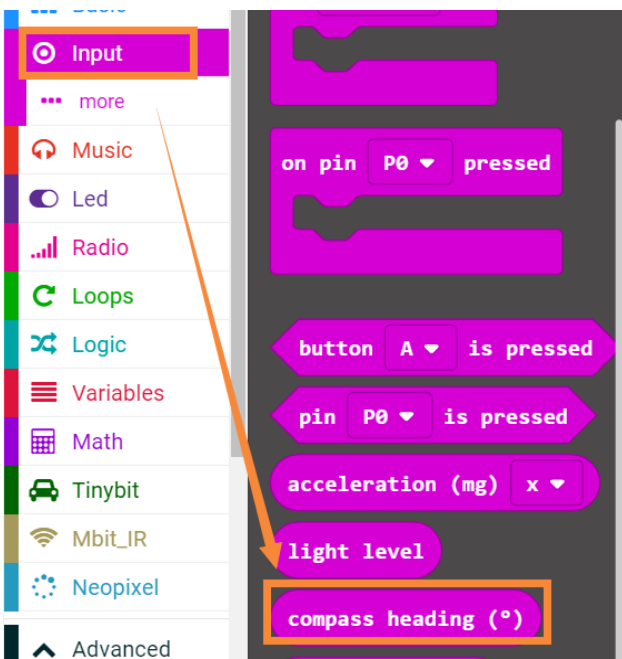 Input
more
Music
Led
Radio
Loops
Logic
Variables
Math
Tinybit
Mbit_IR
Neopixel
Advanced
on pin P0 pressed
button A is pressed
pin P0 is pressed
acceleration (mg) x
light level
compass heading (°)